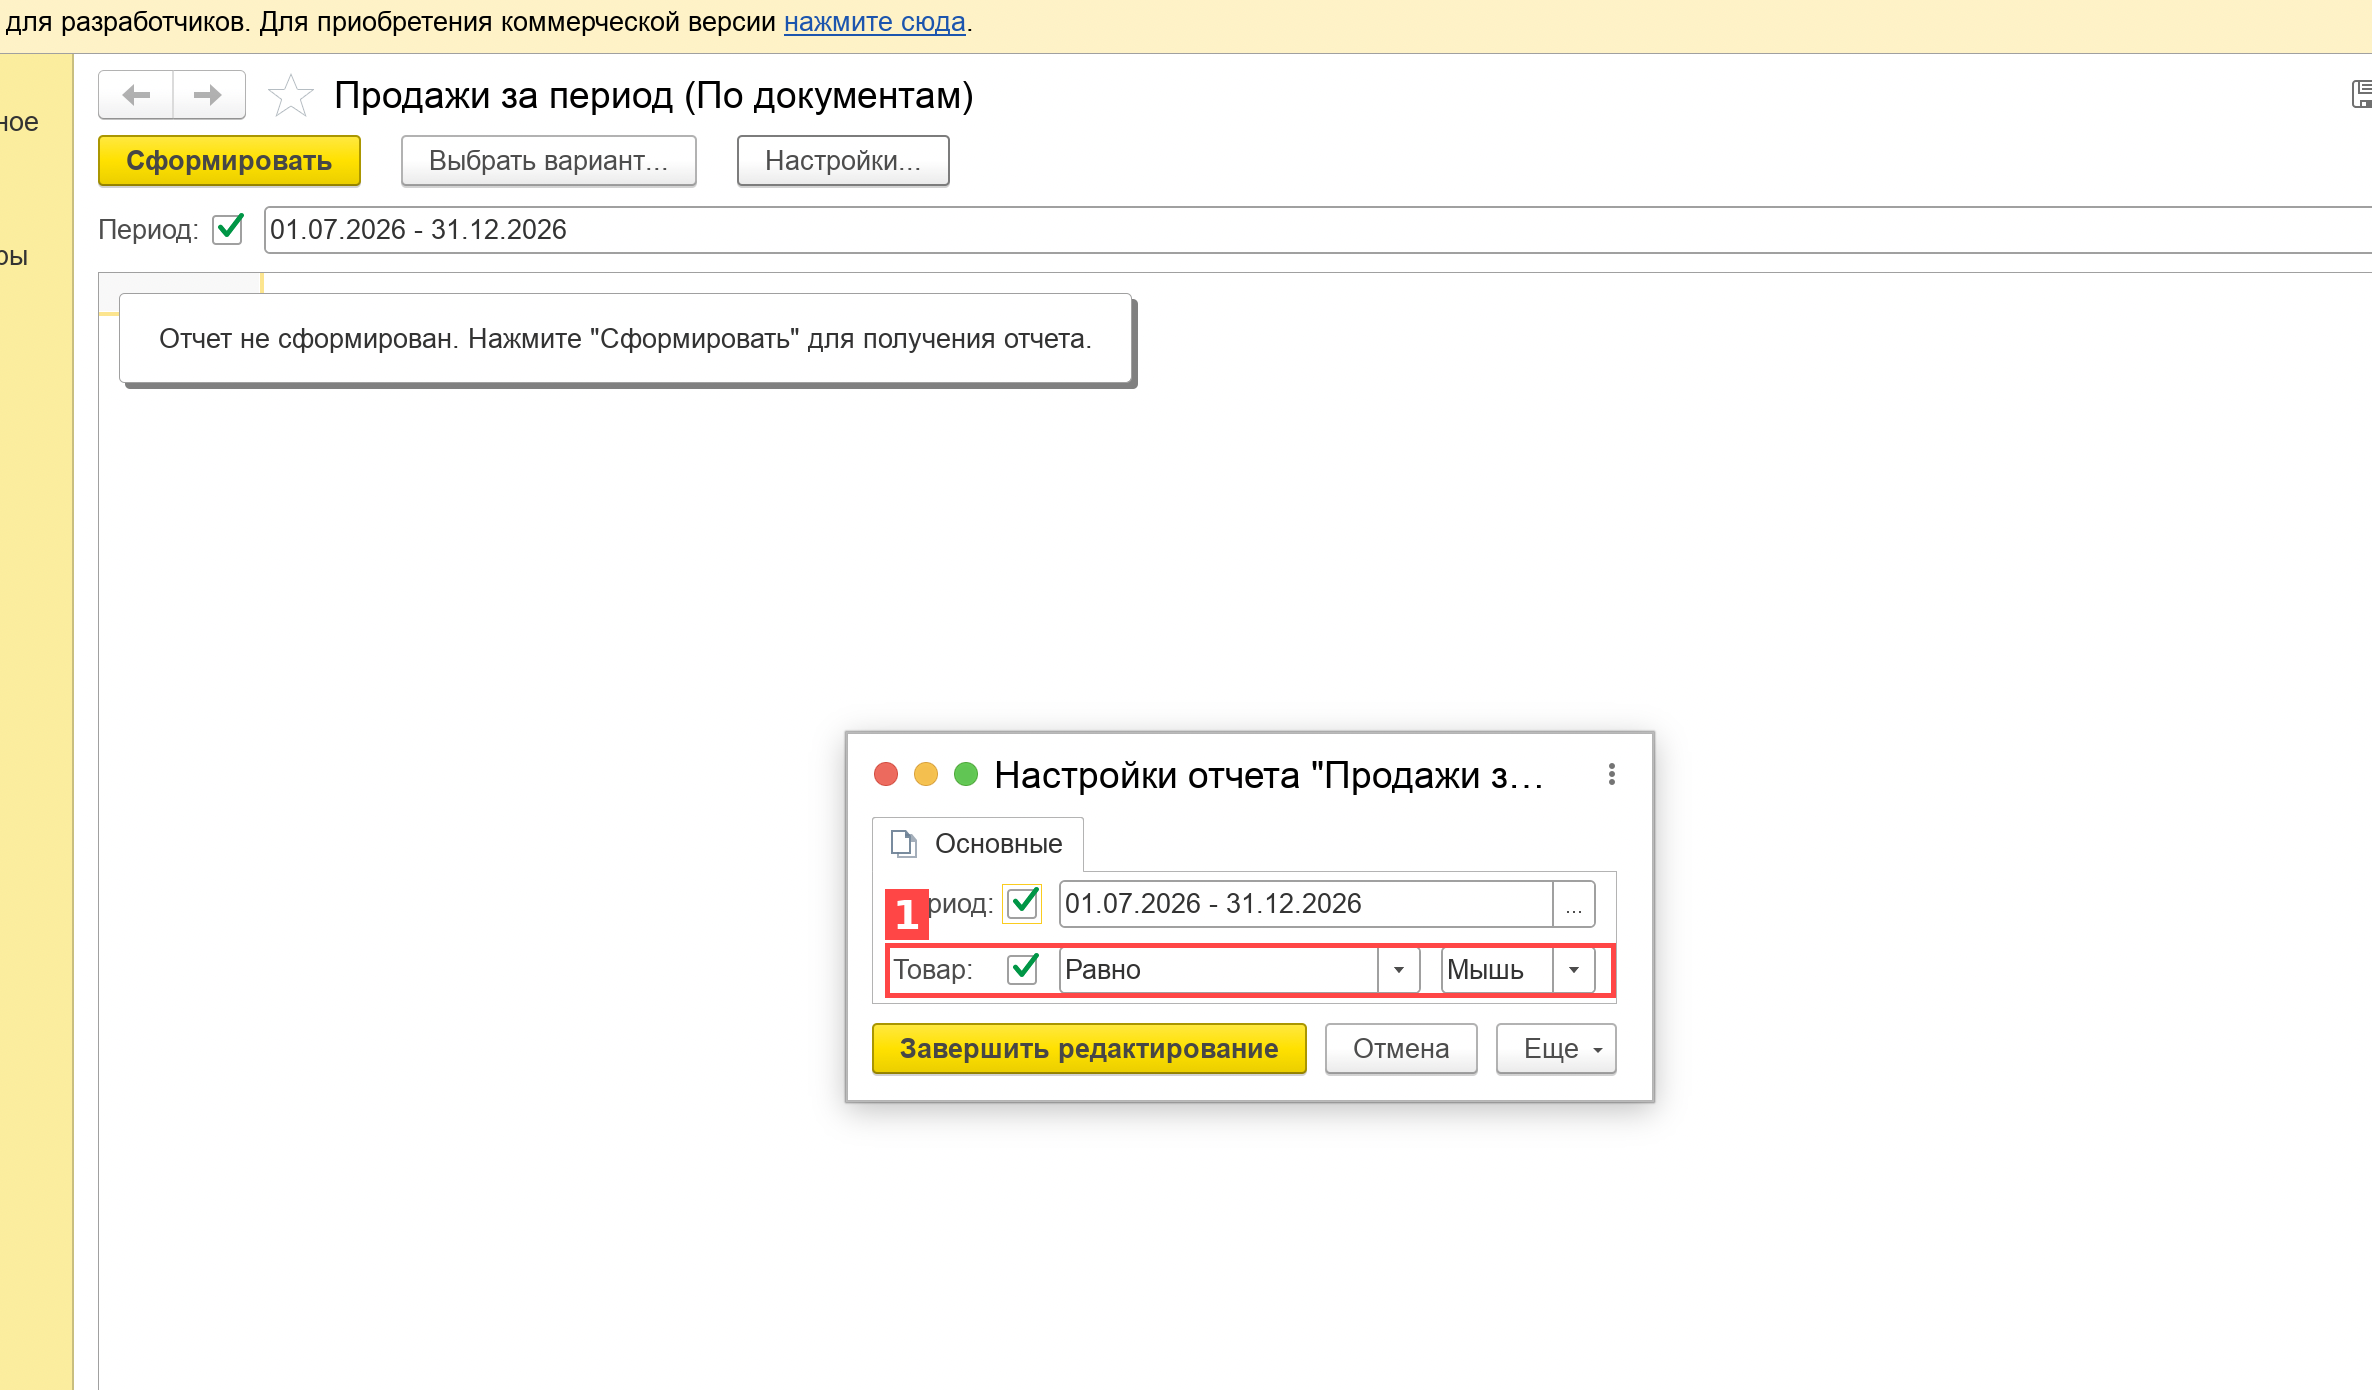 для разработчиков. Для приобретения коммерческой версии нажмите сюда.
ное
ры
Продажи за период (По документам)
Сформировать Выбрать вариант... Настройки...
Период: 01.07.2026 - 31.12.2026
Отчет не сформирован. Нажмите "Сформировать" для получения отчета.
Настройки отчета "Продажи з...
Основные
1 риод: 01.07.2026 - 31.12.2026 ...
Товар: Равно Мышь
Завершить редактирование Отмена Еще